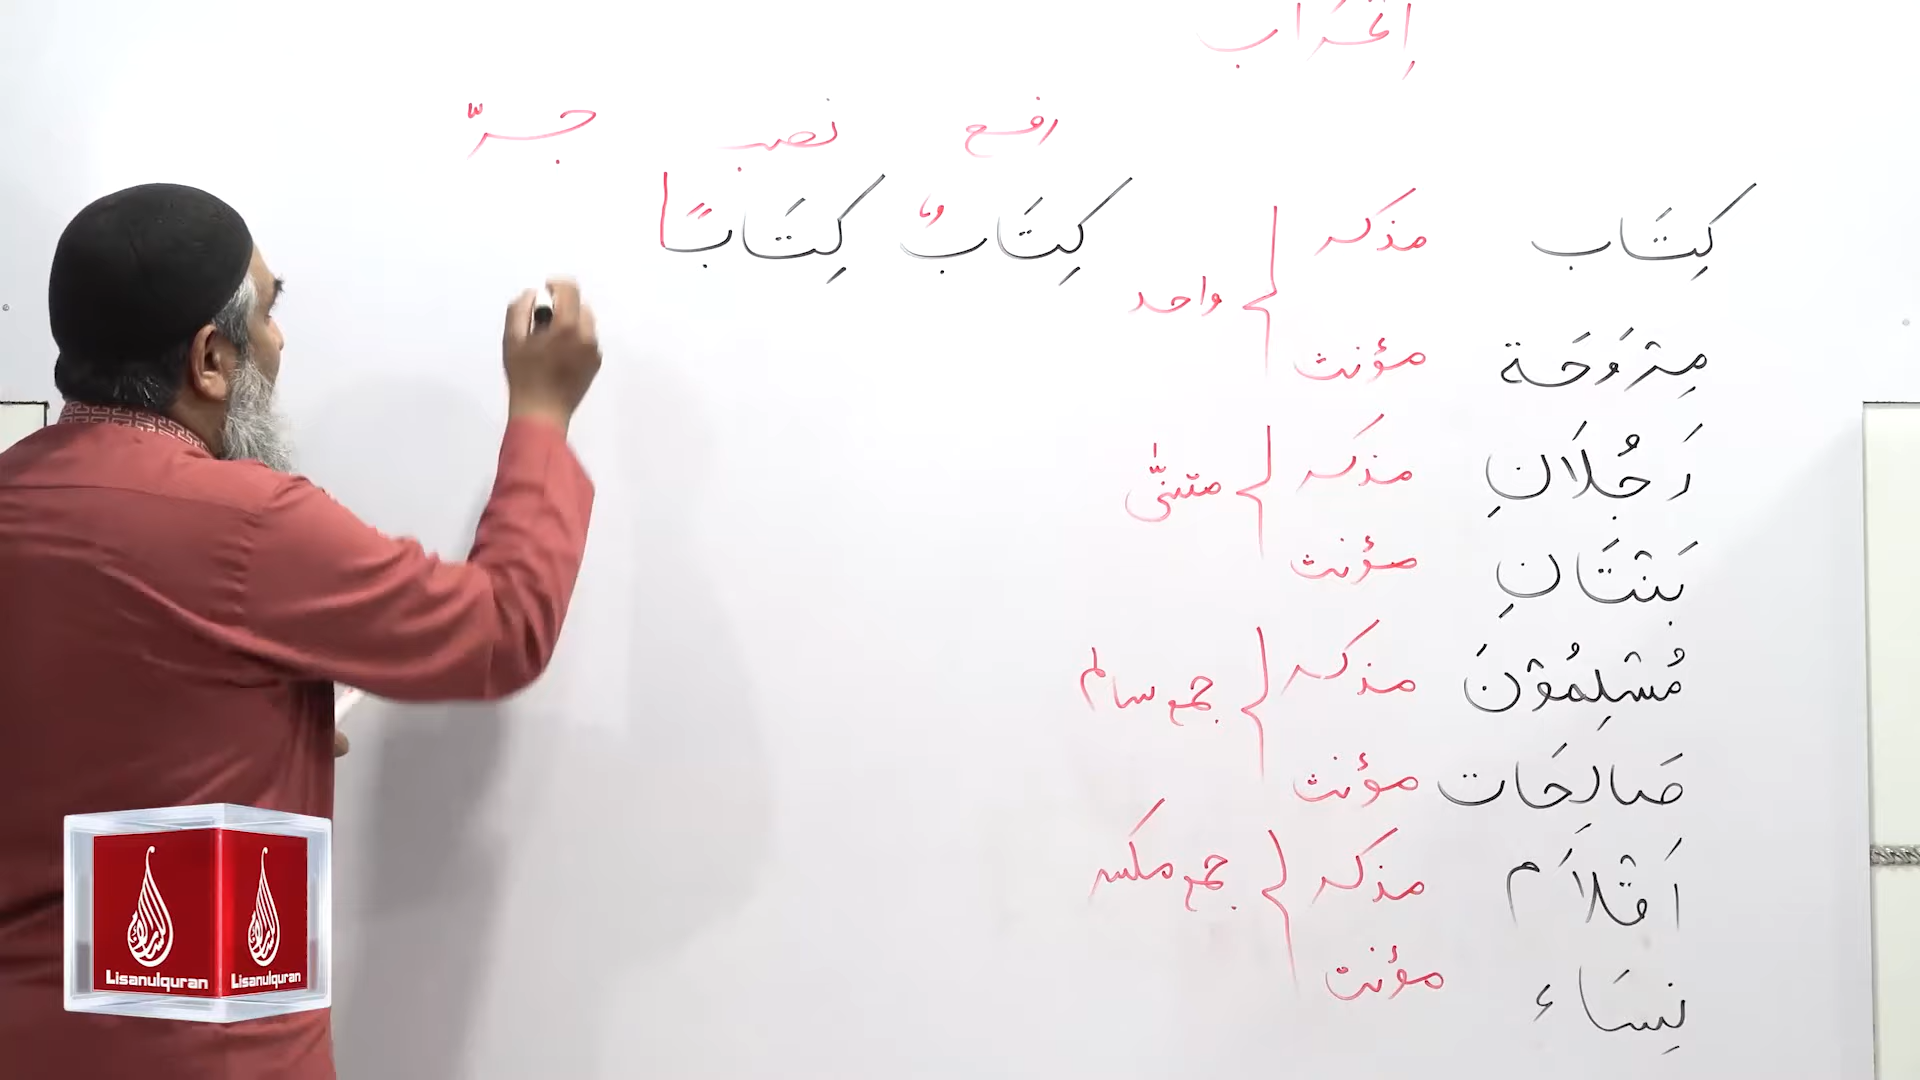 اِعْرَاب
رفع نصب جرّ
كِتَاب مذكر كِتَابٌ كِتَابًا
واحد
مِرْوَحَة مؤنث
رَجُلَانِ مذكر
مثنّٰى
بَنْتَانِ مؤنث
مُسْلِمُوْنَ مذكر
جمع سالم
صَالِحَات مؤنث
اَقْلَام مذكر
جمع مكسر
نِسَاء مؤنث
Lisanulquran Lisanulquran